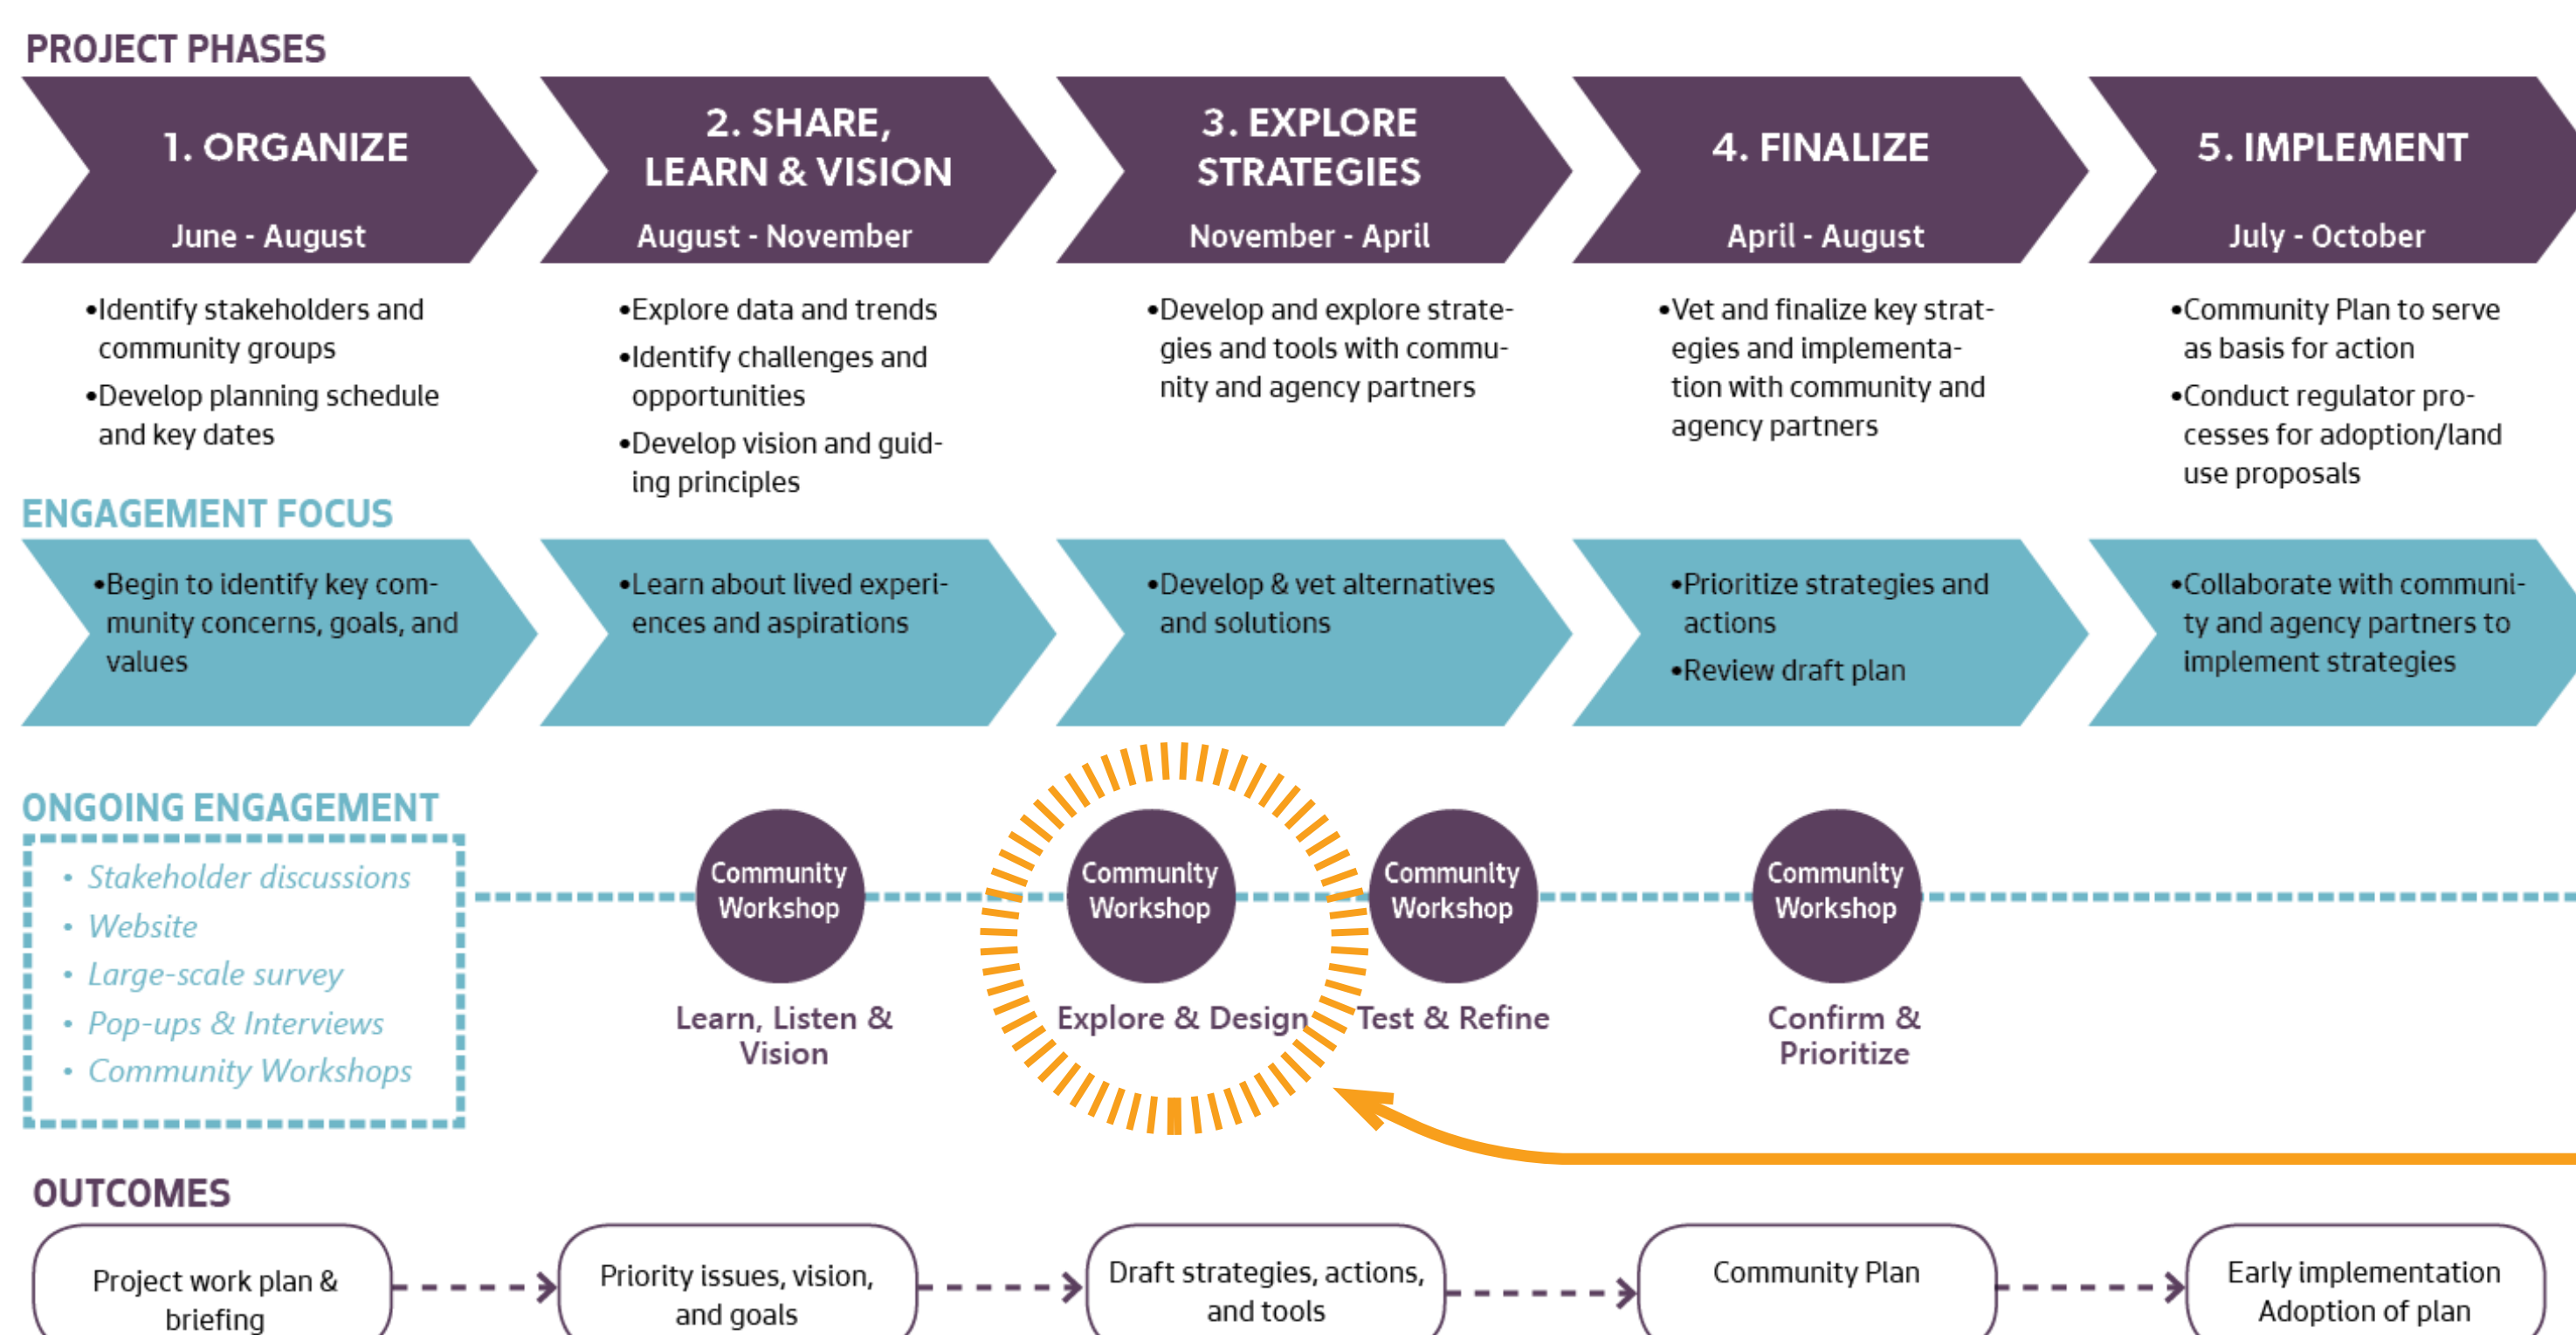 PROJECT PHASES
1. ORGANIZE
June - August
2. SHARE,
LEARN & VISION
August - November
3. EXPLORE
STRATEGIES
November - April
4. FINALIZE
April - August
5. IMPLEMENT
July - October
•Identify stakeholders and
community groups
•Develop planning schedule
and key dates
•Explore data and trends
•Identify challenges and
opportunities
•Develop vision and guid-
ing principles
•Develop and explore strate-
gies and tools with commu-
nity and agency partners
•Vet and finalize key strat-
egies and implementa-
tion with community and
agency partners
•Community Plan to serve
as basis for action
•Conduct regulator pro-
cesses for adoption/land
use proposals
ENGAGEMENT FOCUS
•Begin to identify key com-
munity concerns, goals, and
values
•Learn about lived experi-
ences and aspirations
•Develop & vet alternatives
and solutions
•Prioritize strategies and
actions
•Review draft plan
•Collaborate with communi-
ty and agency partners to
implement strategies
ONGOING ENGAGEMENT
• Stakeholder discussions
• Website
• Large-scale survey
• Pop-ups & Interviews
• Community Workshops
Community
Workshop
Learn, Listen &
Vision
Community
Workshop
Explore & Design
Community
Workshop
Test & Refine
Community
Workshop
Confirm &
Prioritize
OUTCOMES
Project work plan &
briefing
Priority issues, vision,
and goals
Draft strategies, actions,
and tools
Community Plan
Early implementation
Adoption of plan